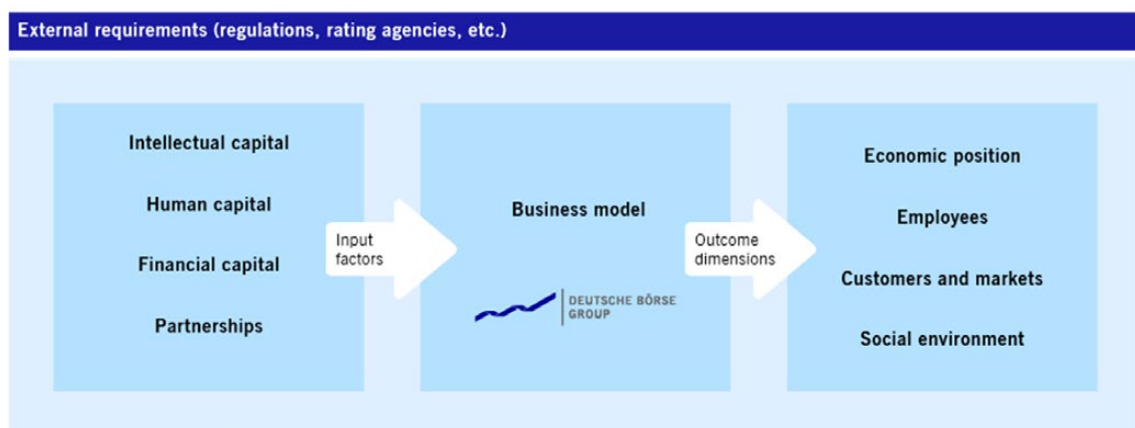 External requirements (regulations, rating agencies, etc.)
Intellectual capital
Human capital
Financial capital
Partnerships
Input
factors
Business model
DEUTSCHE BÖRSE
GROUP
Outcome
dimensions
Economic position
Employees
Customers and markets
Social environment